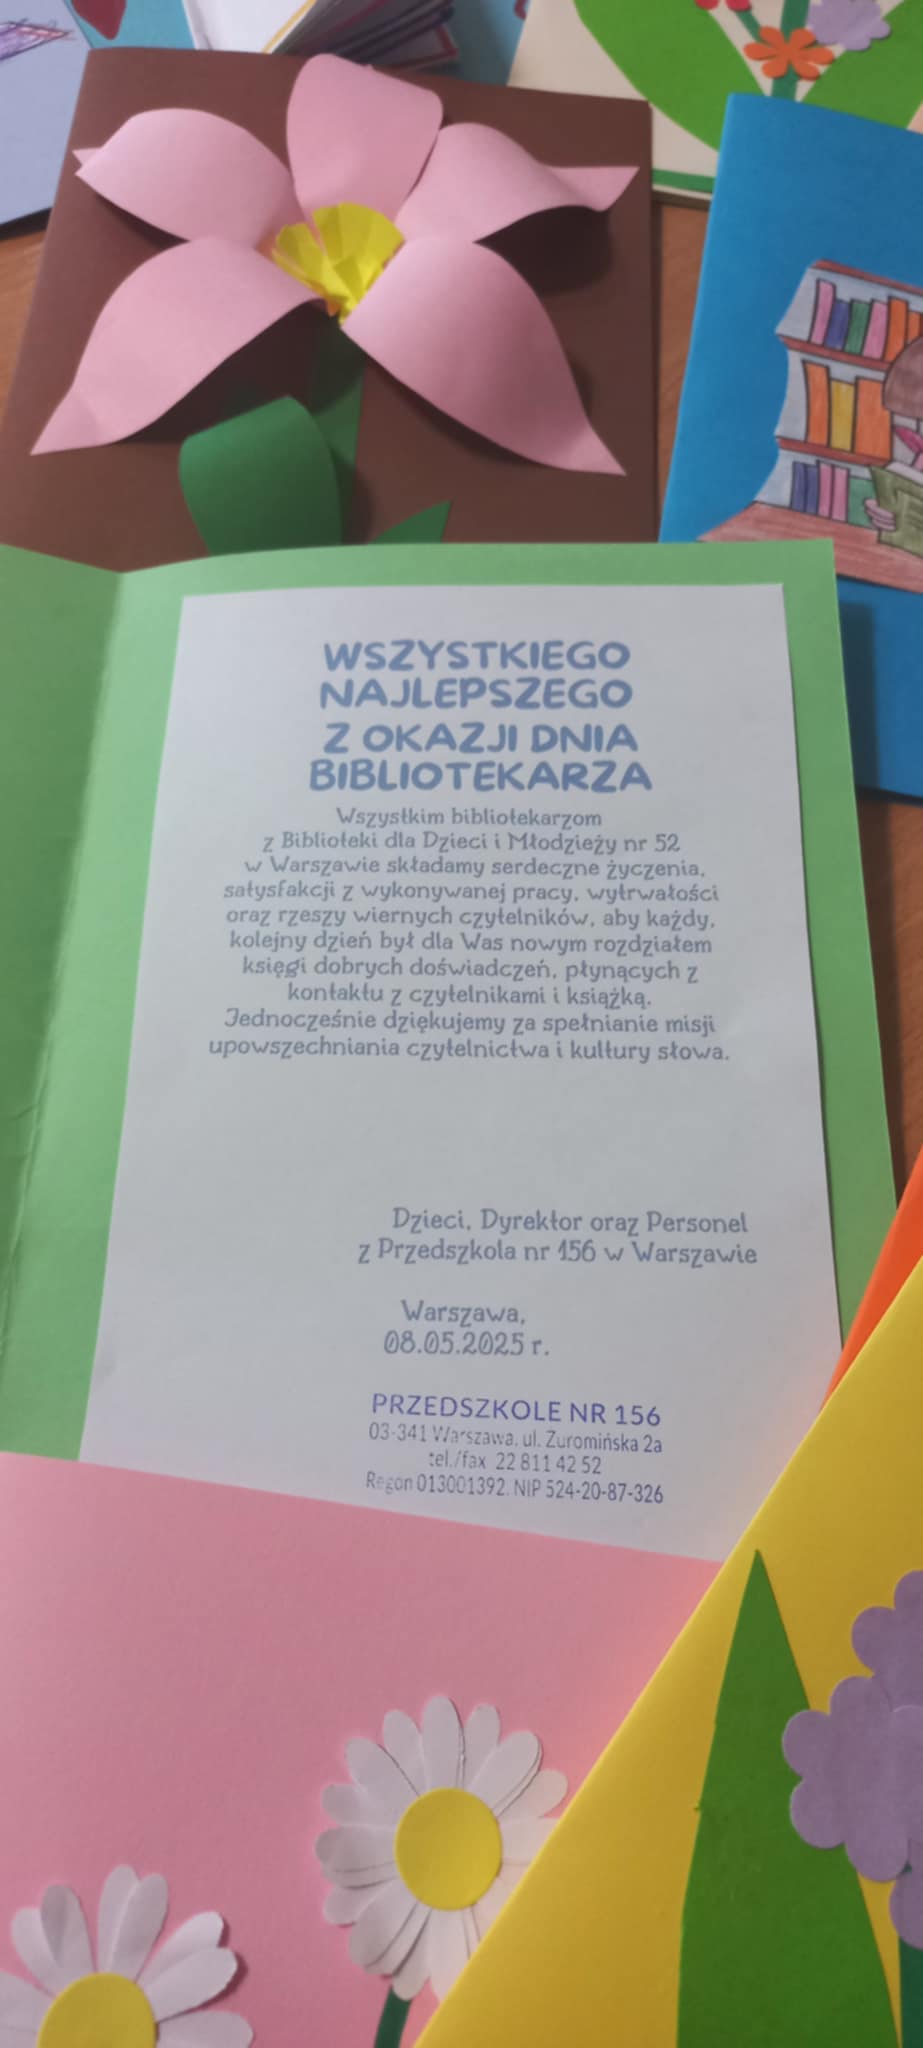 WSZYSTKIEGO
NAJLEPSZEGO
Z OKAZJI DNIA
BIBLIOTEKARZA
Wszystkim bibliotekarzom
z Biblioteki dla Dzieci i Młodzieży nr 52
w Warszawie składamy serdeczne życzenia,
satysfakcji z wykonywanej pracy, wytrwałości
oraz rzeszy wiernych czytelników, aby każdy,
kolejny dzień był dla Was nowym rozdziałem
księgi dobrych doświadczeń, płynących z
kontaktu z czytelnikami i książką.
Jednocześnie dziękujemy za spełnianie misji
upowszechniania czytelnictwa i kultury słowa.
Dzieci, Dyrektor oraz Personel
z Przedszkola nr 156 w Warszawie
Warszawa,
08.05.2025 r.
PRZEDSZKOLE NR 156
03-341 Warszawa, ul. Żuromińska 2a
tel./fax 22 811 42 52
Regon 013001392, NIP 524-20-87-326